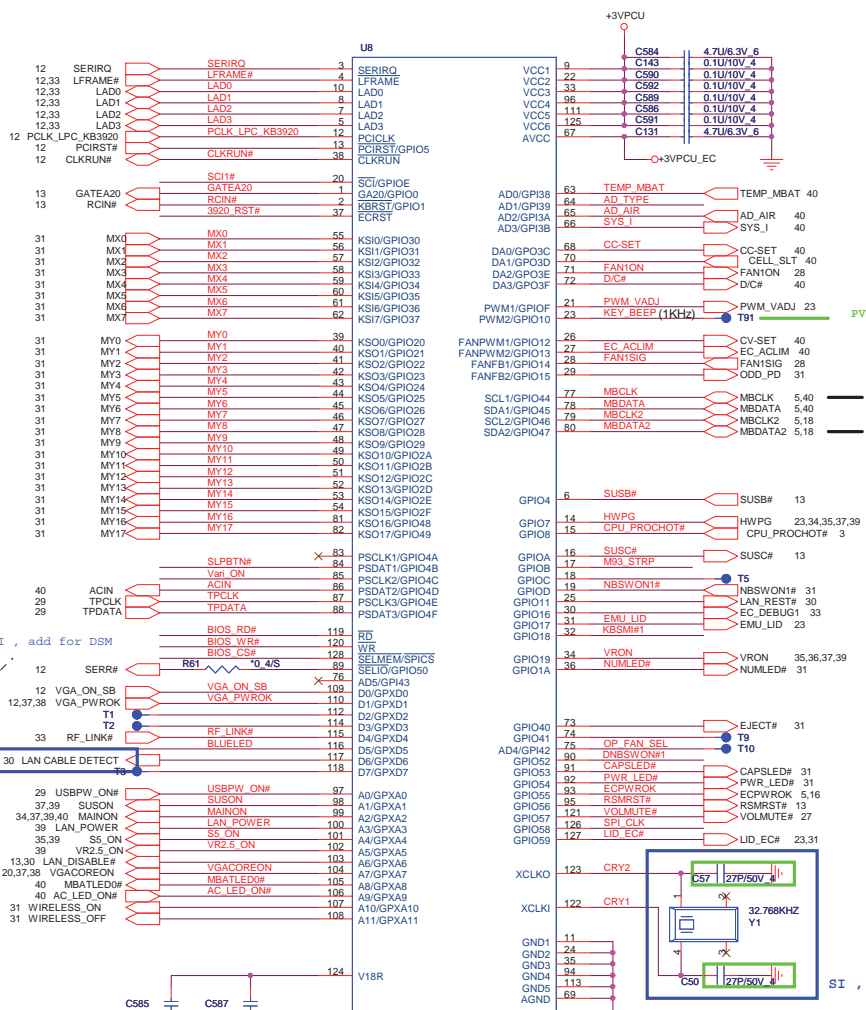 +3VPCU
U8
C584 4.7U/6.3V_6
C143 0.1U/10V_4
C590 0.1U/10V_4
C592 0.1U/10V_4
C589 0.1U/10V_4
C586 0.1U/10V_4
C591 0.1U/10V_4
C131 4.7U/6.3V_6
+3VPCU_EC
12 SERIRQ SERIRQ 3 SERIRQ
12,33 LFRAME# LFRAME# 4 LFRAME
12,33 LAD0 LAD0 10 LAD0
12,33 LAD1 LAD1 8 LAD1
12,33 LAD2 LAD2 7 LAD2
12,33 LAD3 LAD3 5 LAD3
12 PCLK_LPC_KB3920 PCLK_LPC_KB3920 12 PCICLK
12 PCIRST# 13 PCIRST/GPIO5
12 CLKRUN# CLKRUN# 38 CLKRUN
SCI1# 20 SCI/GPIOE
13 GATEA20 GATEA20 1 GA20/GPIO0
13 RCIN# RCIN# 2 KBRST/GPIO1
3920_RST# 37 ECRST
31 MX0 MX0 55 KSI0/GPIO30
31 MX1 MX1 56 KSI1/GPIO31
31 MX2 MX2 57 KSI2/GPIO32
31 MX3 MX3 58 KSI3/GPIO33
31 MX4 MX4 59 KSI4/GPIO34
31 MX5 MX5 60 KSI5/GPIO35
31 MX6 MX6 61 KSI6/GPIO36
31 MX7 MX7 62 KSI7/GPIO37
31 MY0 MY0 39 KSO0/GPIO20
31 MY1 MY1 40 KSO1/GPIO21
31 MY2 MY2 41 KSO2/GPIO22
31 MY3 MY3 42 KSO3/GPIO23
31 MY4 MY4 43 KSO4/GPIO24
31 MY5 MY5 44 KSO5/GPIO25
31 MY6 MY6 45 KSO6/GPIO26
31 MY7 MY7 46 KSO7/GPIO27
31 MY8 MY8 47 KSO8/GPIO28
31 MY9 MY9 48 KSO9/GPIO29
31 MY10 MY10 49 KSO10/GPIO2A
31 MY11 MY11 50 KSO11/GPIO2B
31 MY12 MY12 51 KSO12/GPIO2C
31 MY13 MY13 52 KSO13/GPIO2D
31 MY14 MY14 53 KSO14/GPIO2E
31 MY15 MY15 54 KSO15/GPIO2F
31 MY16 MY16 81 KSO16/GPIO48
31 MY17 MY17 82 KSO17/GPIO49
83 PSCLK1/GPIO4A
SLPBTN# 84 PSDAT1/GPIO4B
Vari_ON 85 PSCLK2/GPIO4C
40 ACIN ACIN 86 PSDAT2/GPIO4D
29 TPCLK TPCLK 87 PSCLK3/GPIO4E
29 TPDATA TPDATA 88 PSDAT3/GPIO4F
I , add for DSM
BIOS_RD# 119 RD
BIOS_WR# 120 WR
BIOS_CS# 128 SELMEM/SPICS
12 SERR# R61 *0_4/S 89 SELIO/GPIO50
76 AD5/GPI43
12 VGA_ON_SB VGA_ON_SB 109 D0/GPXD0
12,37,38 VGA_PWROK VGA_PWROK 110 D1/GPXD1
T1 112 D2/GPXD2
T2 114 D3/GPXD3
33 RF_LINK# RF_LINK# 115 D4/GPXD4
BLUELED 116 D5/GPXD5
30 LAN CABLE DETECT 117 D6/GPXD6
T3 118 D7/GPXD7
29 USBPW_ON# USBPW_ON# 97 A0/GPXA0
37,39 SUSON SUSON 98 A1/GPXA1
34,37,39,40 MAINON MAINON 99 A2/GPXA2
39 LAN_POWER LAN_POWER 100 A3/GPXA3
35,39 S5_ON S5_ON 101 A4/GPXA4
39 VR2.5_ON VR2.5_ON 102 A5/GPXA5
13,30 LAN_DISABLE# 103 A6/GPXA6
20,37,38 VGACOREON VGACOREON 104 A7/GPXA7
40 MBATLED0# MBATLED0# 105 A8/GPXA8
40 AC_LED_ON# AC_LED_ON# 106 A9/GPXA9
31 WIRELESS_ON 107 A10/GPXA10
31 WIRELESS_OFF 108 A11/GPXA11
124 V18R
C585 C587
VCC1 9
VCC2 22
VCC3 33
VCC4 96
VCC5 111
VCC6 125
AVCC 67
AD0/GPI38 63 TEMP_MBAT TEMP_MBAT 40
AD1/GPI39 64 AD_TYPE
AD2/GPI3A 65 AD_AIR AD_AIR 40
AD3/GPI3B 66 SYS_I SYS_I 40
DA0/GPO3C 68 CC-SET CC-SET 40
DA1/GPO3D 70 CELL_SLT 40
DA2/GPO3E 71 FAN1ON FAN1ON 28
DA3/GPO3F 72 D/C# D/C# 40
PWM1/GPIOF 21 PWM_VADJ PWM_VADJ 23
PWM2/GPIO10 23 KEY_BEEP (1KHz) T91
PV
FANPWM1/GPIO12 26 CV-SET 40
FANPWM2/GPIO13 27 EC_ACLIM EC_ACLIM 40
FANFB1/GPIO14 28 FAN1SIG FAN1SIG 28
FANFB2/GPIO15 29 ODD_PD 31
SCL1/GPIO44 77 MBCLK MBCLK 5,40
SDA1/GPIO45 78 MBDATA MBDATA 5,40
SCL2/GPIO46 79 MBCLK2 MBCLK2 5,18
SDA2/GPIO47 80 MBDATA2 MBDATA2 5,18
GPIO4 6 SUSB# SUSB# 13
GPIO7 14 HWPG HWPG 23,34,35,37,39
GPIO8 15 CPU_PROCHOT# CPU_PROCHOT# 3
GPIOA 16 SUSC# SUSC# 13
GPIOB 17 M93_STRP
GPIOC 18 T5
GPIOD 19 NBSWON1# NBSWON1# 31
GPIO11 25 LAN_REST# 30
GPIO16 30 EC_DEBUG1 33
GPIO17 31 EMU_LID EMU_LID 23
GPIO18 32 KBSMI#1
GPIO19 34 VRON VRON 35,36,37,39
GPIO1A 36 NUMLED# NUMLED# 31
GPIO40 73 EJECT# 31
GPIO41 74 T9
AD4/GPI42 75 OP_FAN_SEL T10
GPIO52 90 DNBSWON#1
GPIO53 91 CAPSLED# CAPSLED# 31
GPIO54 92 PWR_LED# PWR_LED# 31
GPIO55 93 ECPWROK ECPWROK 5,16
GPIO56 95 RSMRST# RSMRST# 13
GPIO57 121 VOLMUTE# VOLMUTE# 27
GPIO58 126 SPI_CLK
GPIO59 127 LID_EC# LID_EC# 23,31
XCLKO 123 CRY2
XCLKI 122 CRY1
C57 27P/50V_4
1 2
32.768KHZ
Y1
4 3
C50 27P/50V_4
SI ,
GND1 11
GND2 24
GND3 35
GND4 94
GND5 113
AGND 69